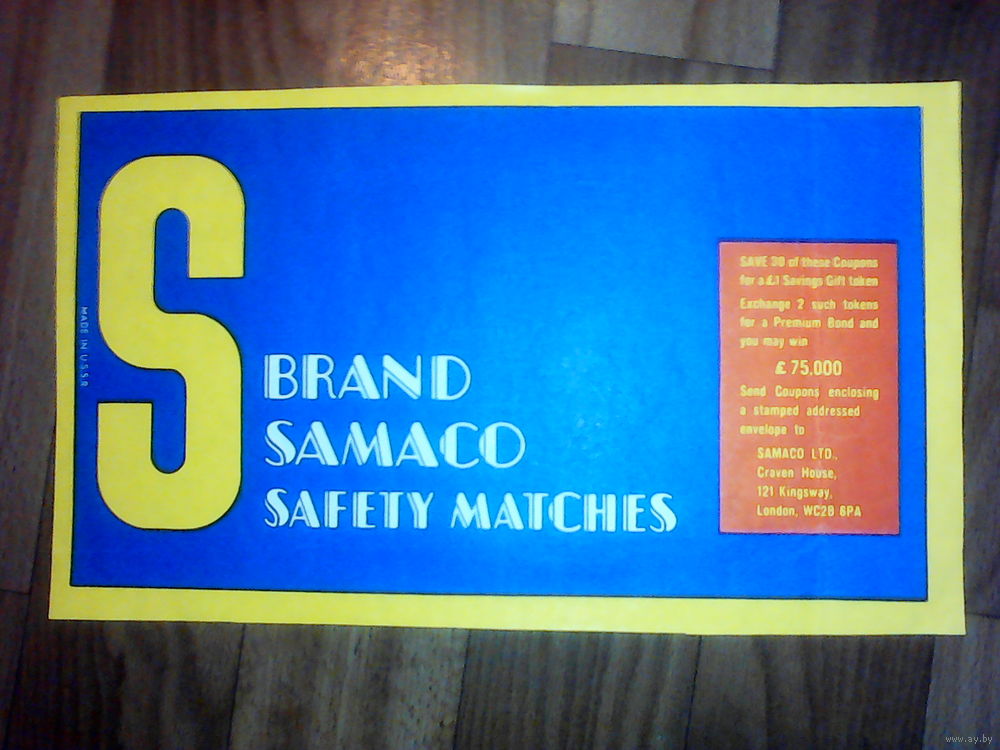 S
MADE IN U.S.S.R.
BRAND
SAMACO
SAFETY MATCHES
SAVE 30 of these Coupons
for a £1 Savings Gift token
Exchange 2 such tokens
for a Premium Bond and
you may win
£ 75.000
Send Coupons enclosing
a stamped addressed
envelope to
SAMACO LTD.,
Craven House,
121 Kingsway,
London, WC2B 6PA
www.ay.by